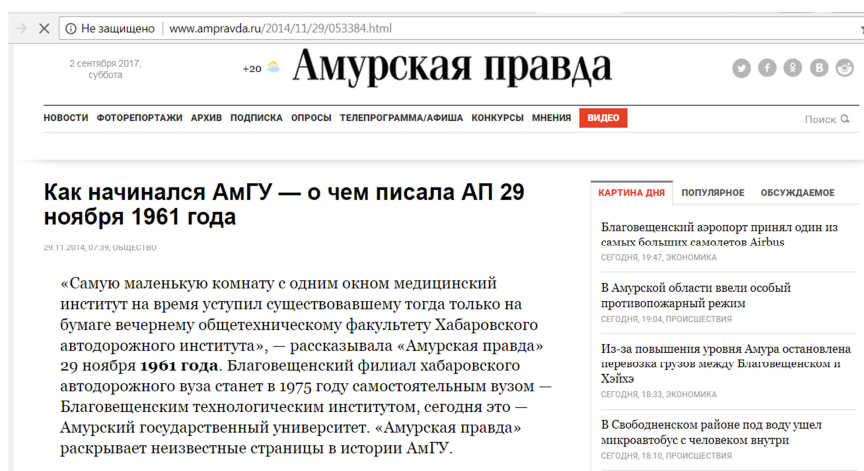 Не защищено | www.ampravda.ru/2014/11/29/053384.html
2 сентября 2017,
суббота
+20
Амурская правда
НОВОСТИ ФОТОРЕПОРТАЖИ АРХИВ ПОДПИСКА ОПРОСЫ ТЕЛЕПРОГРАММА/АФИША КОНКУРСЫ МНЕНИЯ ВИДЕО Поиск
Как начинался АмГУ — о чем писала АП 29
ноября 1961 года
29.11.2014, 07:39, ОБЩЕСТВО
«Самую маленькую комнату с одним окном медицинский
институт на время уступил существовавшему тогда только на
бумаге вечернему общетехническому факультету Хабаровского
автодорожного института», — рассказывала «Амурская правда»
29 ноября 1961 года. Благовещенский филиал хабаровского
автодорожного вуза станет в 1975 году самостоятельным вузом —
Благовещенским технологическим институтом, сегодня это —
Амурский государственный университет. «Амурская правда»
раскрывает неизвестные страницы в истории АмГУ.
КАРТИНА ДНЯ ПОПУЛЯРНОЕ ОБСУЖДАЕМОЕ
Благовещенский аэропорт принял один из
самых больших самолетов Airbus
СЕГОДНЯ, 19:47, ЭКОНОМИКА
В Амурской области ввели особый
противопожарный режим
СЕГОДНЯ, 19:04, ПРОИСШЕСТВИЯ
Из-за повышения уровня Амура остановлена
перевозка грузов между Благовещенском и
Хэйхэ
СЕГОДНЯ, 18:33, ЭКОНОМИКА
В Свободненском районе под воду ушел
микроавтобус с человеком внутри
СЕГОДНЯ, 18:10, ПРОИСШЕСТВИЯ